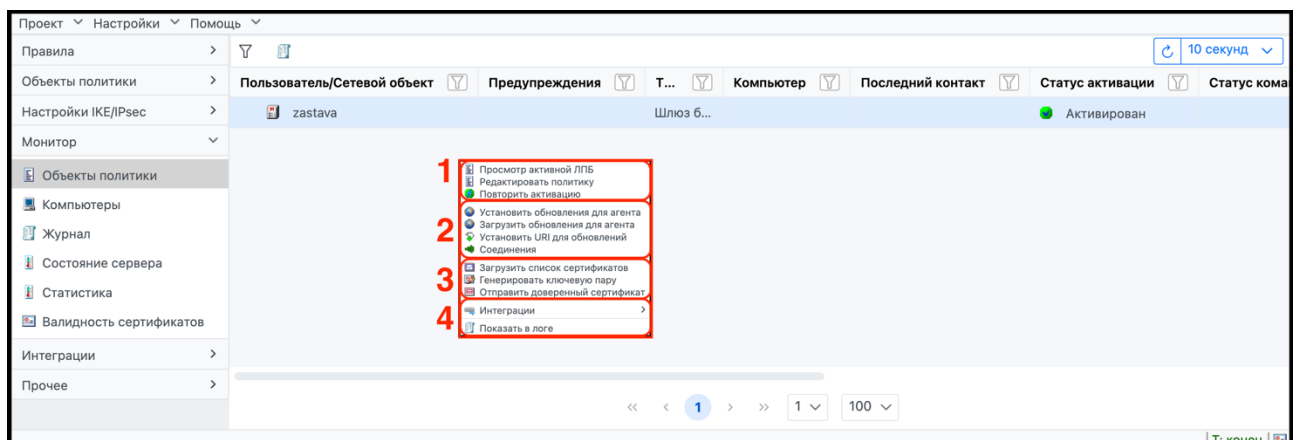 Проект Настройки Помощь
Правила
10 секунд
Объекты политики
Пользователь/Сетевой объект Предупреждения Т... Компьютер Последний контакт Статус активации Статус кома
Настройки IKE/IPsec
zastava Шлюз б... Активирован
Монитор
Объекты политики
Компьютеры
Журнал
Состояние сервера
Статистика
Валидность сертификатов
Интеграции
Прочее
1
Просмотр активной ЛПБ
Редактировать политику
Повторить активацию
2
Установить обновления для агента
Загрузить обновления для агента
Установить URI для обновлений
Соединения
3
Загрузить список сертификатов
Генерировать ключевую пару
Отправить доверенный сертификат
4
Интеграции
Показать в логе
<< < 1 > >> 1 100